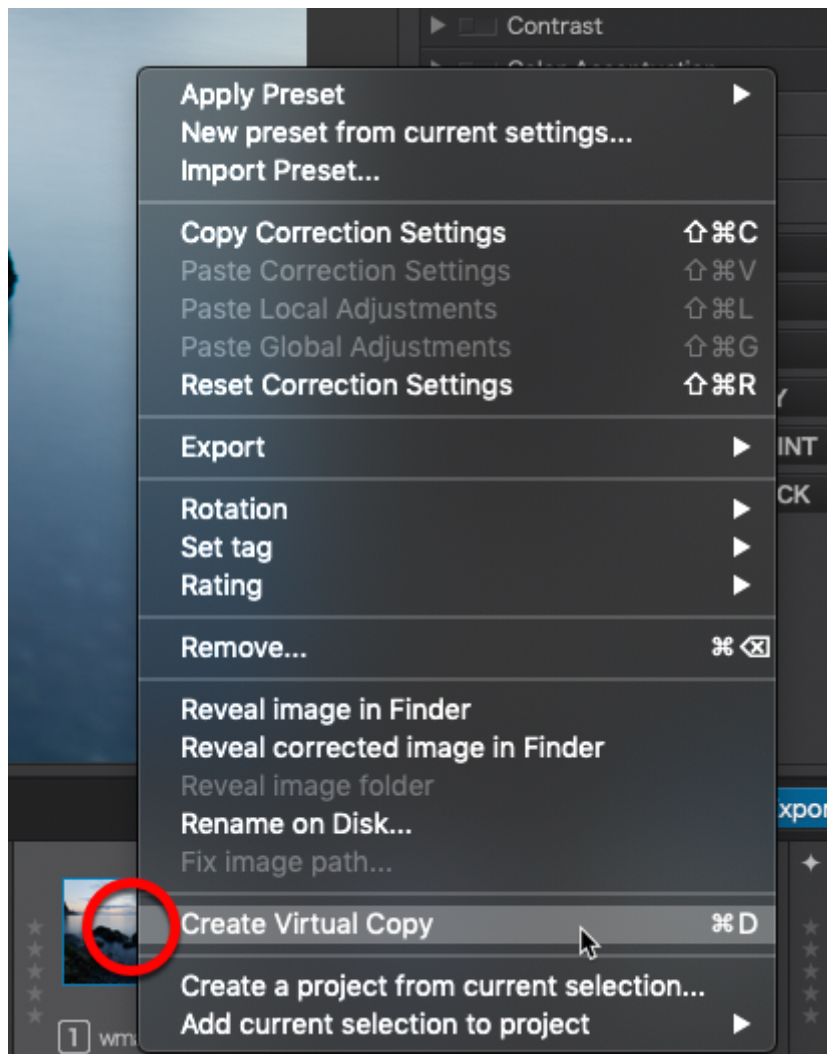 Contrast
Apply Preset ▶
New preset from current settings...
Import Preset...
Copy Correction Settings ⇧⌘C
Paste Correction Settings ⇧⌘V
Paste Local Adjustments ⇧⌘L
Paste Global Adjustments ⇧⌘G
Reset Correction Settings ⇧⌘R
Export ▶
Rotation ▶
Set tag ▶
Rating ▶
Remove... ⌘⌫
Reveal image in Finder
Reveal corrected image in Finder
Reveal image folder
Rename on Disk...
Fix image path...
Create Virtual Copy ⌘D
Create a project from current selection...
Add current selection to project ▶
1